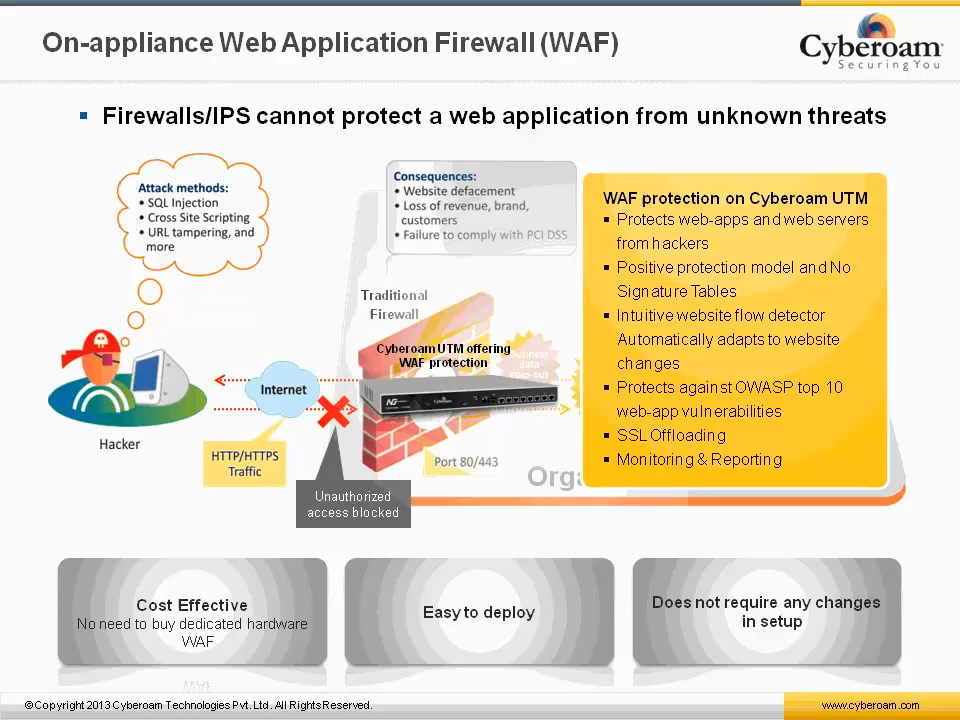 On-appliance Web Application Firewall (WAF)
Cyberoam
Securing You
▪ Firewalls/IPS cannot protect a web application from unknown threats
Attack methods:
• SQL Injection
• Cross Site Scripting
• URL tampering, and
more
Consequences:
• Website defacement
• Loss of revenue, brand,
customers
• Failure to comply with PCI DSS
Traditional
Firewall
Cyberoam UTM offering
WAF protection
business
data
goes out
Internet
Hacker
HTTP/HTTPS
Traffic
Port 80/443
Unauthorized
access blocked
Cyberoam
NG
WAF protection on Cyberoam UTM
▪ Protects web-apps and web servers
from hackers
▪ Positive protection model and No
Signature Tables
▪ Intuitive website flow detector
Automatically adapts to website
changes
▪ Protects against OWASP top 10
web-app vulnerabilities
▪ SSL Offloading
▪ Monitoring & Reporting
Cost Effective
No need to buy dedicated hardware
WAF
Easy to deploy
Does not require any changes
in setup
© Copyright 2013 Cyberoam Technologies Pvt. Ltd. All Rights Reserved.
www.cyberoam.com